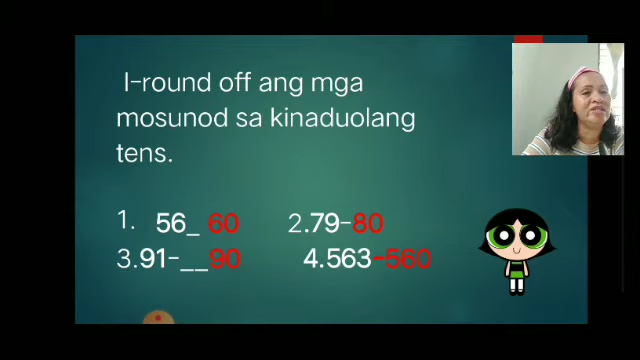 I-round off ang mga
mosunod sa kinaduolang
tens.
1. 56_ 60 2.79-80
3.91-__90 4.563-560